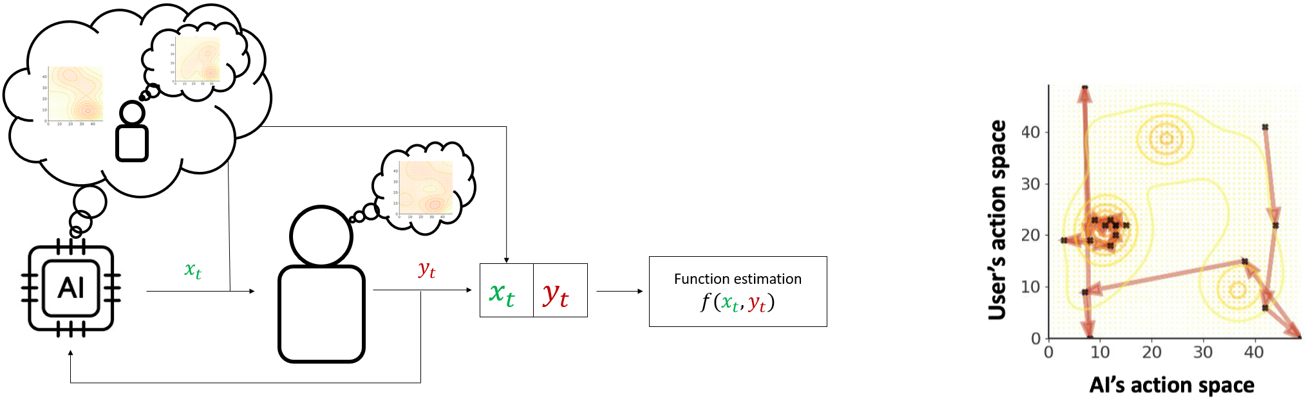 AI
x_t
y_t
x_t y_t
Function estimation
f(x_t, y_t)
User's action space
40
30
20
10
0
0 10 20 30 40
AI's action space